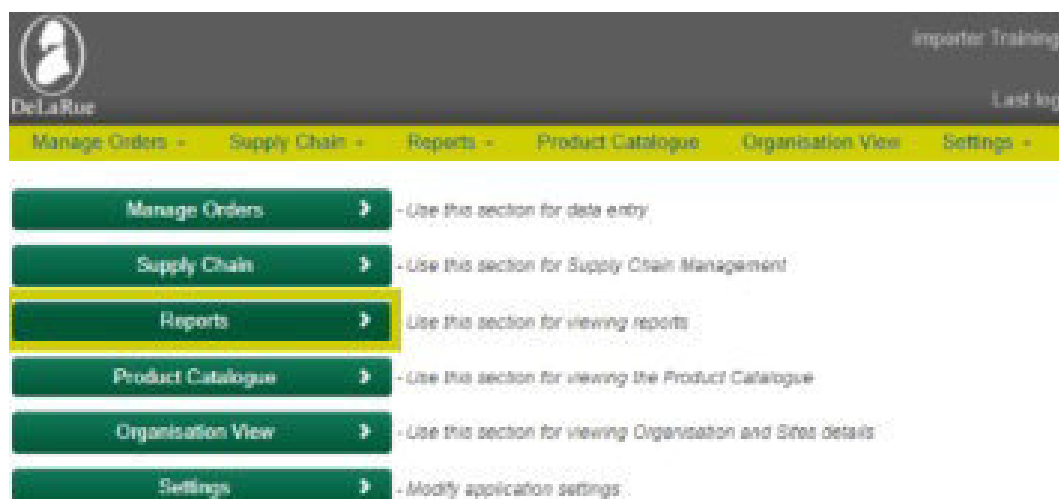 importer Training
DeLaRue
Last log
Manage Orders Supply Chain Reports Product Catalogue Organisation View Settings
Manage Orders - Use this section for data entry
Supply Chain - Use this section for Supply Chain Management
Reports - Use this section for viewing reports
Product Catalogue - Use this section for viewing the Product Catalogue
Organisation View - Use this section for viewing Organisation and Sites details
Settings - Modify application settings